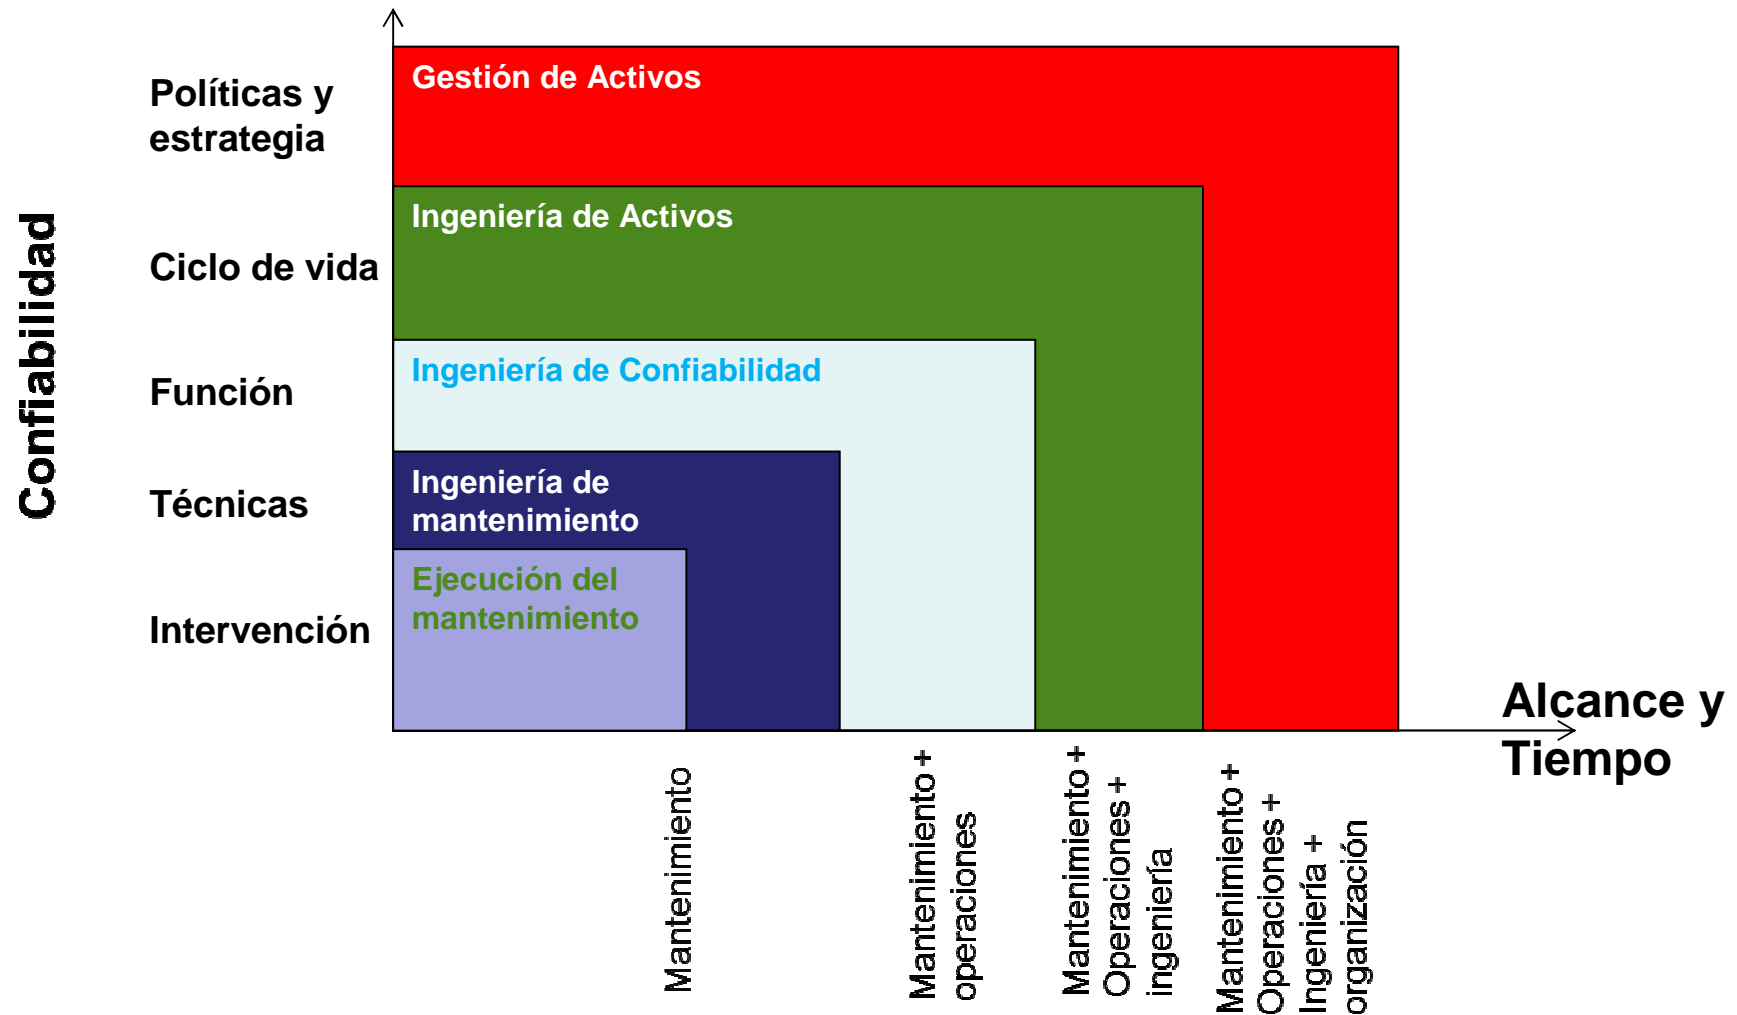 Confiabilidad
Políticas y
estrategia
Ciclo de vida
Función
Técnicas
Intervención
Gestión de Activos
Ingeniería de Activos
Ingeniería de Confiabilidad
Ingeniería de
mantenimiento
Ejecución del
mantenimiento
Alcance y
Tiempo
Mantenimiento
Mantenimiento +
operaciones
Mantenimiento +
Operaciones +
ingeniería
Mantenimiento +
Operaciones +
Ingeniería +
organización